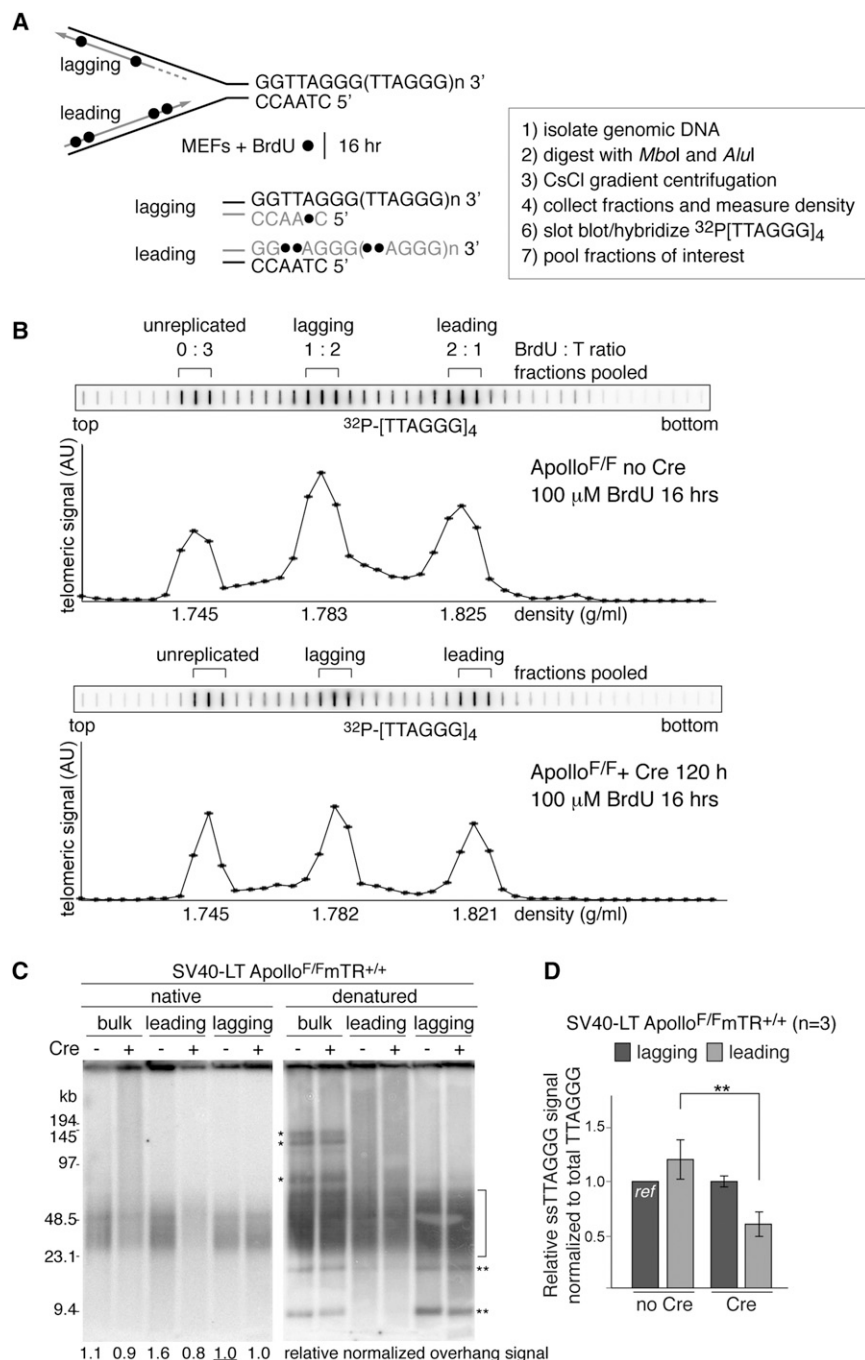 A
lagging
GGTTAGGG(TTAGGG)n 3’
CCAATC 5’
leading
MEFs + BrdU ● | 16 hr
lagging
GGTTAGGG(TTAGGG)n 3’
CCAA●C 5’
leading
GG●●AGGG(●●AGGG)n 3’
CCAATC 5’
1) isolate genomic DNA
2) digest with MboI and AluI
3) CsCl gradient centrifugation
4) collect fractions and measure density
6) slot blot/hybridize 32P[TTAGGG]4
7) pool fractions of interest
B
unreplicated lagging leading
0 : 3 1 : 2 2 : 1 BrdU : T ratio
fractions pooled
top 32P-[TTAGGG]4 bottom
telomeric signal (AU)
ApolloF/F no Cre
100 μM BrdU 16 hrs
1.745 1.783 1.825 density (g/ml)
unreplicated lagging leading fractions pooled
top 32P-[TTAGGG]4 bottom
telomeric signal (AU)
ApolloF/F + Cre 120 h
100 μM BrdU 16 hrs
1.745 1.782 1.821 density (g/ml)
C
SV40-LT ApolloF/FmTR+/+
native denatured
bulk leading lagging bulk leading lagging
Cre - + - + - + - + - + - +
kb
194
145
97
48.5
23.1
9.4
*
*
*
**
**
1.1 0.9 1.6 0.8 1.0 1.0 relative normalized overhang signal
D
SV40-LT ApolloF/FmTR+/+ (n=3)
lagging leading
Relative ssTTAGGG signal
normalized to total TTAGGG
**
1.5
1.0
0.5
ref
no Cre Cre